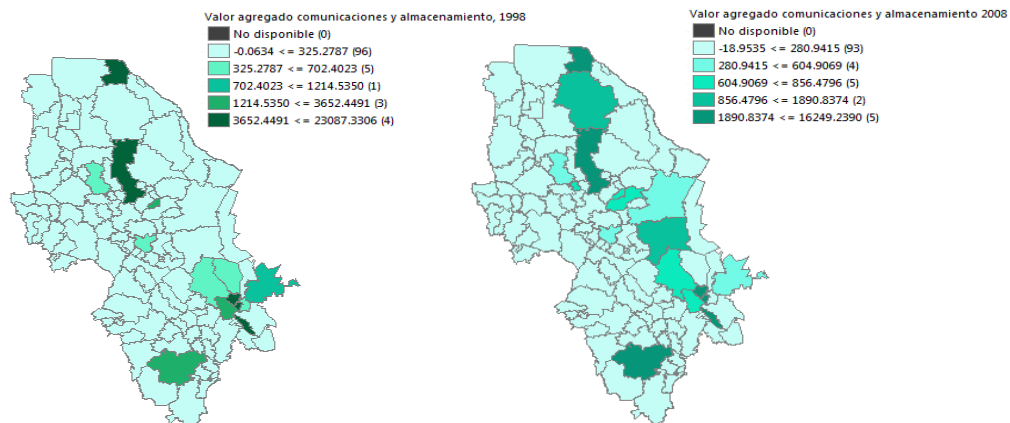 Valor agregado comunicaciones y almacenamiento, 1998
No disponible (0)
-0.0634 <= 325.2787 (96)
325.2787 <= 702.4023 (5)
702.4023 <= 1214.5350 (1)
1214.5350 <= 3652.4491 (3)
3652.4491 <= 23087.3306 (4)
Valor agregado comunicaciones y almacenamiento 2008
No disponible (0)
-18.9535 <= 280.9415 (93)
280.9415 <= 604.9069 (4)
604.9069 <= 856.4796 (5)
856.4796 <= 1890.8374 (2)
1890.8374 <= 16249.2390 (5)